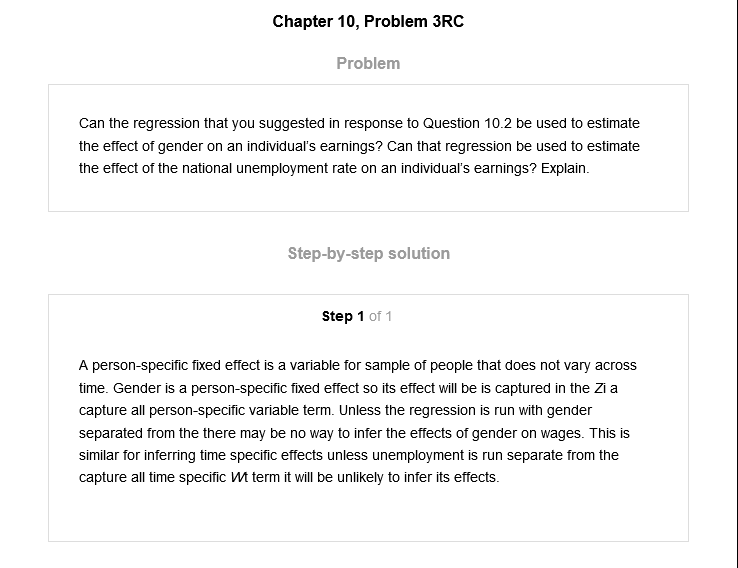 Chapter 10, Problem 3RC
Problem
Can the regression that you suggested in response to Question 10.2 be used to estimate
the effect of gender on an individual's earnings? Can that regression be used to estimate
the effect of the national unemployment rate on an individual's earnings? Explain.
Step-by-step solution
Step 1 of 1
A person-specific fixed effect is a variable for sample of people that does not vary across
time. Gender is a person-specific fixed effect so its effect will be is captured in the Zi a
capture all person-specific variable term. Unless the regression is run with gender
separated from the there may be no way to infer the effects of gender on wages. This is
similar for inferring time specific effects unless unemployment is run separate from the
capture all time specific Wt term it will be unlikely to infer its effects.